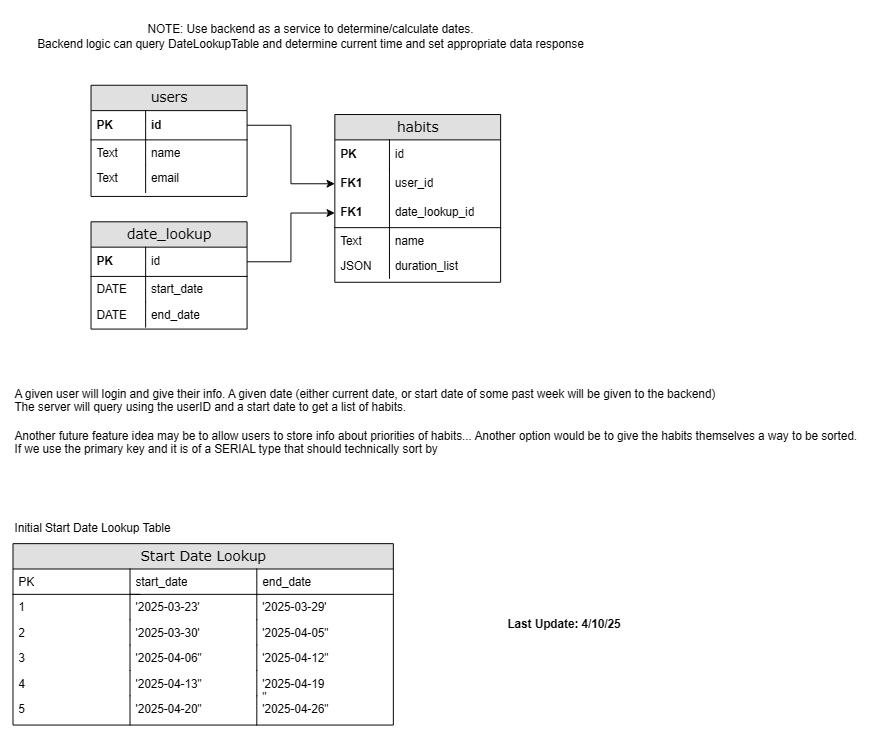 NOTE: Use backend as a service to determine/calculate dates.
Backend logic can query DateLookupTable and determine current time and set appropriate data response
users
PK id
Text name
Text email
date_lookup
PK id
DATE start_date
DATE end_date
habits
PK id
FK1 user_id
FK1 date_lookup_id
Text name
JSON duration_list
A given user will login and give their info. A given date (either current date, or start date of some past week will be given to the backend)
The server will query using the userID and a start date to get a list of habits.
Another future feature idea may be to allow users to store info about priorities of habits... Another option would be to give the habits themselves a way to be sorted.
If we use the primary key and it is of a SERIAL type that should technically sort by
Initial Start Date Lookup Table
Start Date Lookup
PK start_date end_date
1 '2025-03-23' '2025-03-29'
2 '2025-03-30' '2025-04-05"
3 '2025-04-06" '2025-04-12"
4 '2025-04-13" '2025-04-19
"
5 '2025-04-20" '2025-04-26"
Last Update: 4/10/25